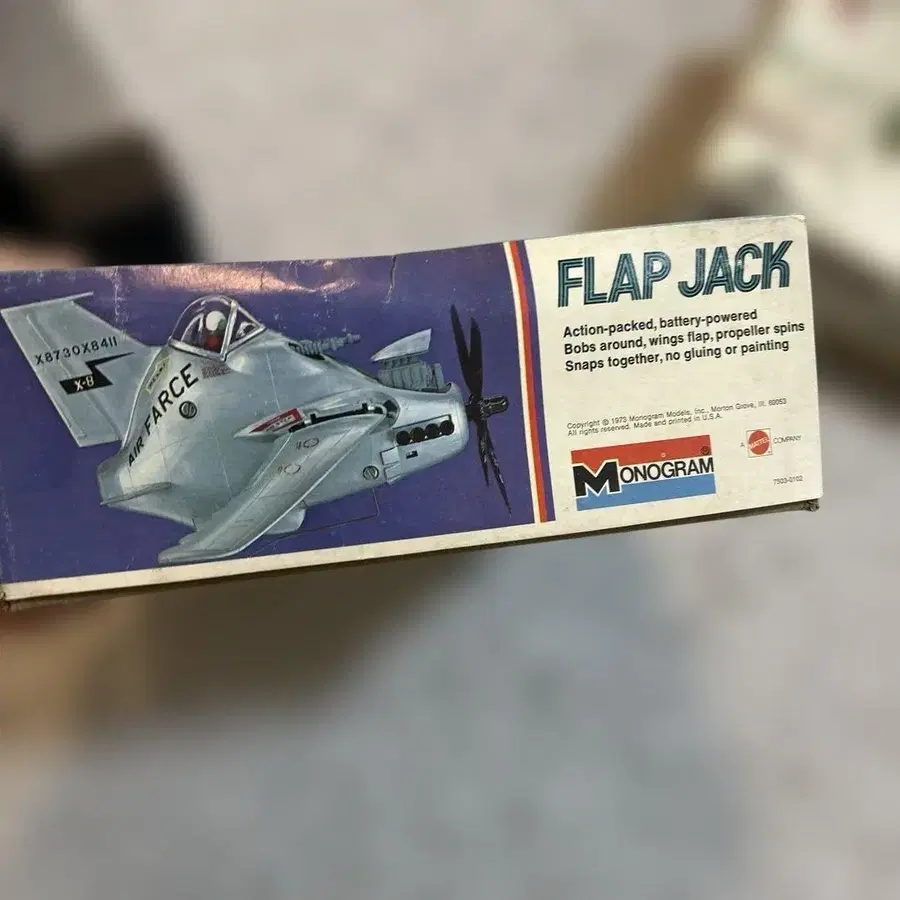 X8730X8411
X-8
AIR FARCE
FLAP JACK
Action-packed, battery-powered
Bobs around, wings flap, propeller spins
Snaps together, no gluing or painting
Copyright © 1973 Monogram Models, Inc., Morton Grove, Ill. 60053
All rights reserved. Made and printed in U.S.A.
MONOGRAM®
A MATTEL COMPANY
7503-0102